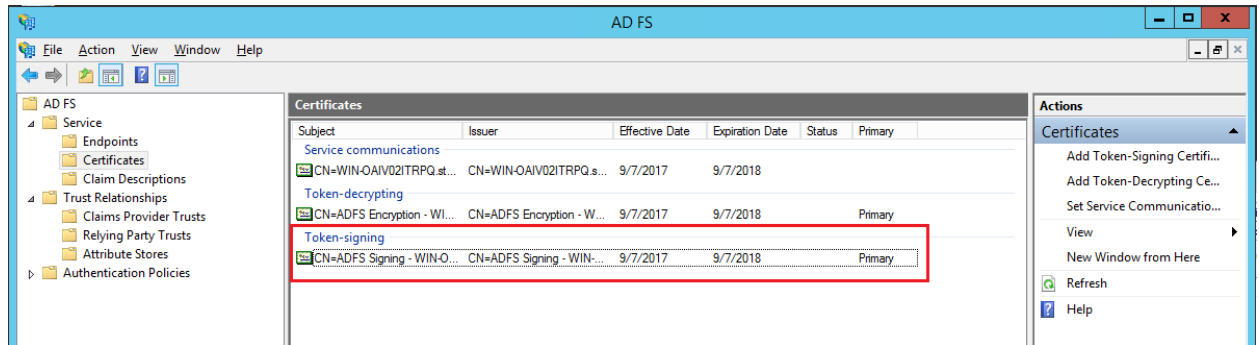 AD FS
File Action View Window Help
AD FS
Service
Endpoints
Certificates
Claim Descriptions
Trust Relationships
Claims Provider Trusts
Relying Party Trusts
Attribute Stores
Authentication Policies
Certificates
Subject Issuer Effective Date Expiration Date Status Primary
Service communications
CN=WIN-OAIV02ITRPQ.st... CN=WIN-OAIV02ITRPQ.s... 9/7/2017 9/7/2018
Token-decrypting
CN=ADFS Encryption - WI... CN=ADFS Encryption - W... 9/7/2017 9/7/2018 Primary
Token-signing
CN=ADFS Signing - WIN-O... CN=ADFS Signing - WIN-... 9/7/2017 9/7/2018 Primary
Actions
Certificates
Add Token-Signing Certifi...
Add Token-Decrypting Ce...
Set Service Communicatio...
View
New Window from Here
Refresh
Help